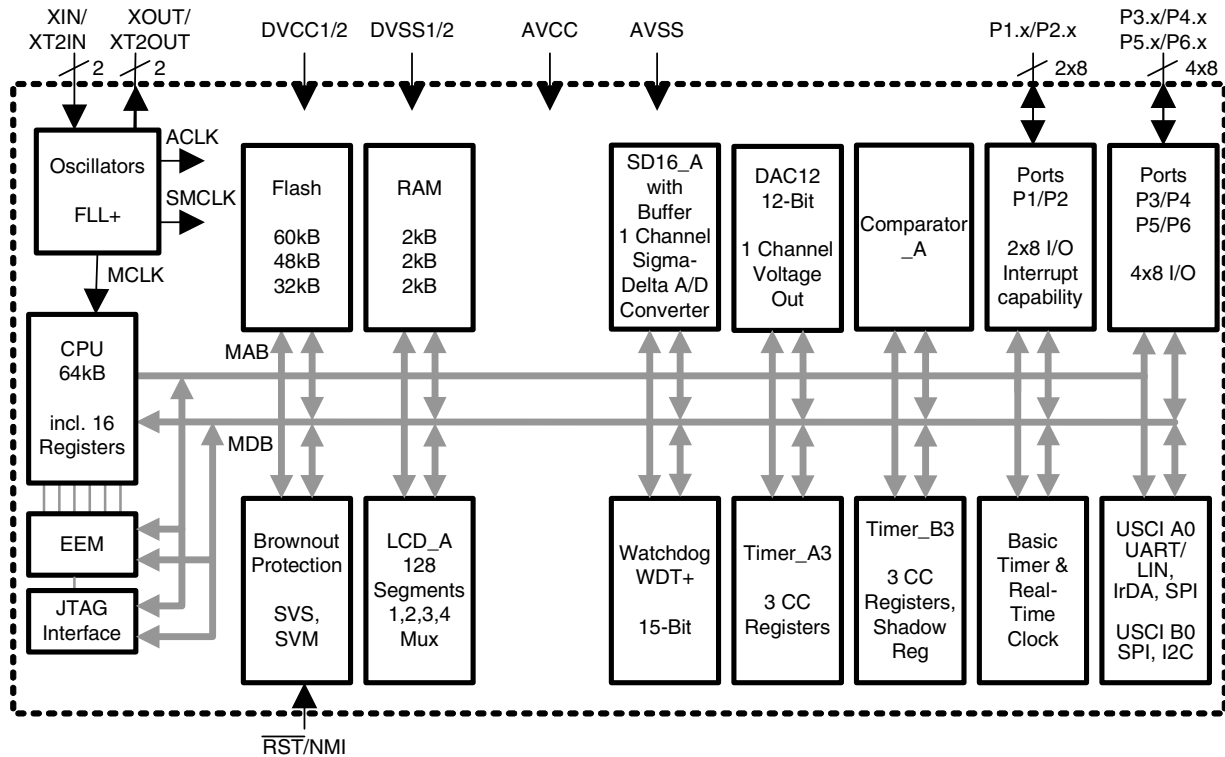 XIN/
XT2IN
XOUT/
XT2OUT
DVCC1/2
DVSS1/2
AVCC
AVSS
P1.x/P2.x
P3.x/P4.x
P5.x/P6.x
2
2
2x8
4x8
Oscillators
FLL+
ACLK
SMCLK
MCLK
Flash
60kB
48kB
32kB
RAM
2kB
2kB
2kB
SD16_A
with
Buffer
1 Channel
Sigma-
Delta A/D
Converter
DAC12
12-Bit
1 Channel
Voltage
Out
Comparator
_A
Ports
P1/P2
2x8 I/O
Interrupt
capability
Ports
P3/P4
P5/P6
4x8 I/O
CPU
64kB
incl. 16
Registers
MAB
MDB
EEM
JTAG
Interface
Brownout
Protection
SVS,
SVM
LCD_A
128
Segments
1,2,3,4
Mux
Watchdog
WDT+
15-Bit
Timer_A3
3 CC
Registers
Timer_B3
3 CC
Registers,
Shadow
Reg
Basic
Timer &
Real-
Time
Clock
USCI A0
UART/
LIN,
IrDA, SPI
USCI B0
SPI, I2C
RST/NMI